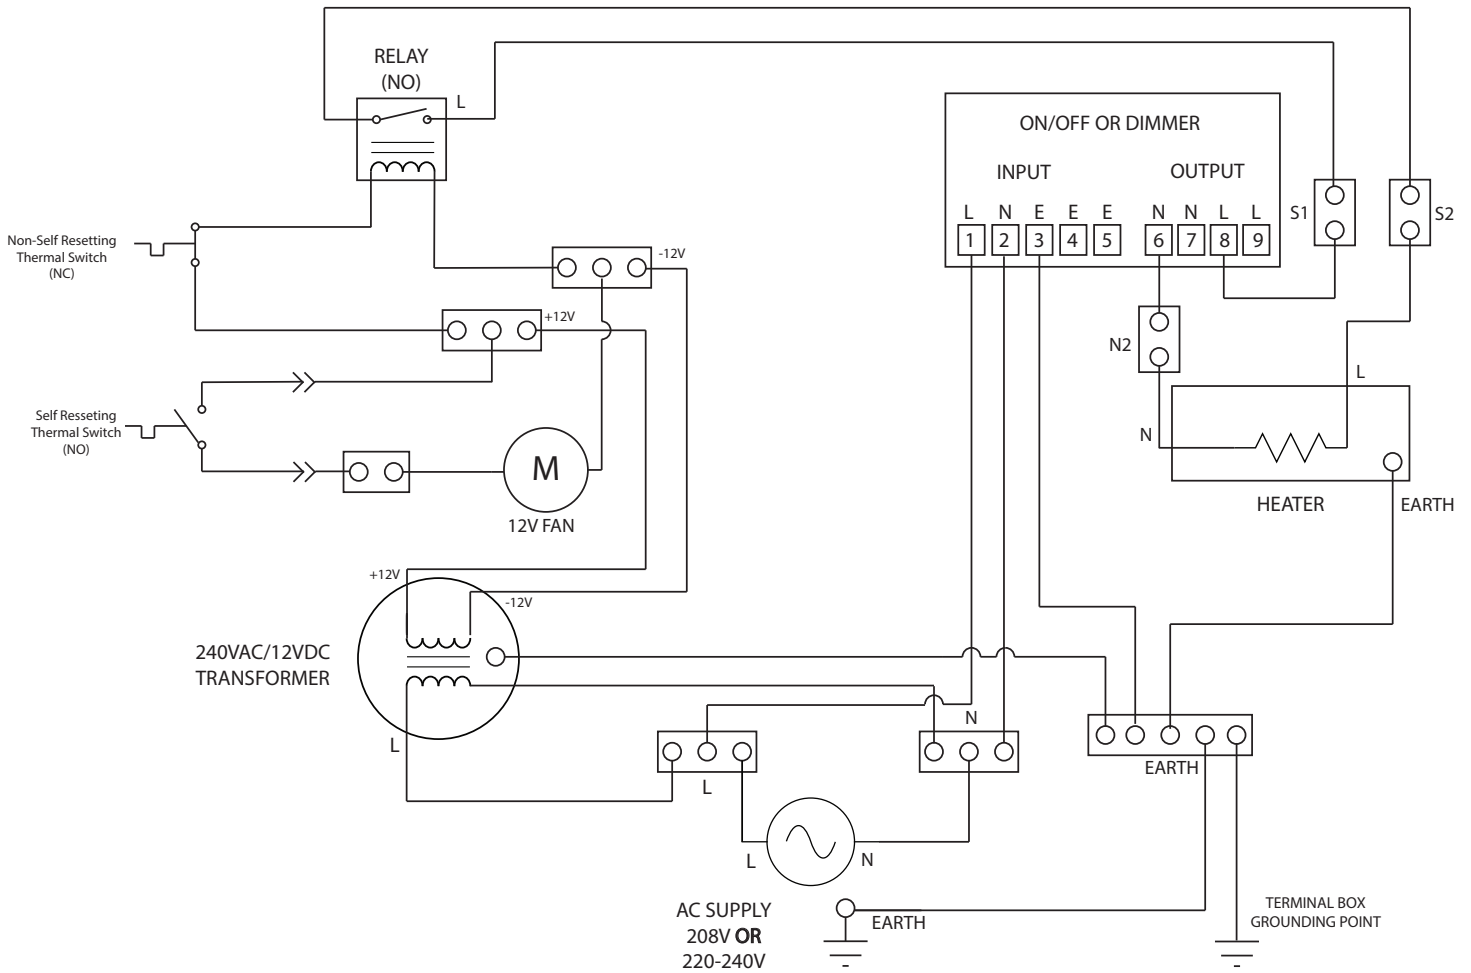 RELAY
(NO)
L
ON/OFF OR DIMMER
INPUT
OUTPUT
L N E E E N N L L
1 2 3 4 5 6 7 8 9
S1
S2
Non-Self Resetting
Thermal Switch
(NC)
-12V
+12V
N2
L
Self Resseting
Thermal Switch
(NO)
M
12V FAN
N
HEATER
EARTH
+12V
-12V
240VAC/12VDC
TRANSFORMER
L
N
L
EARTH
L
N
AC SUPPLY
208V OR
220-240V
EARTH
TERMINAL BOX
GROUNDING POINT